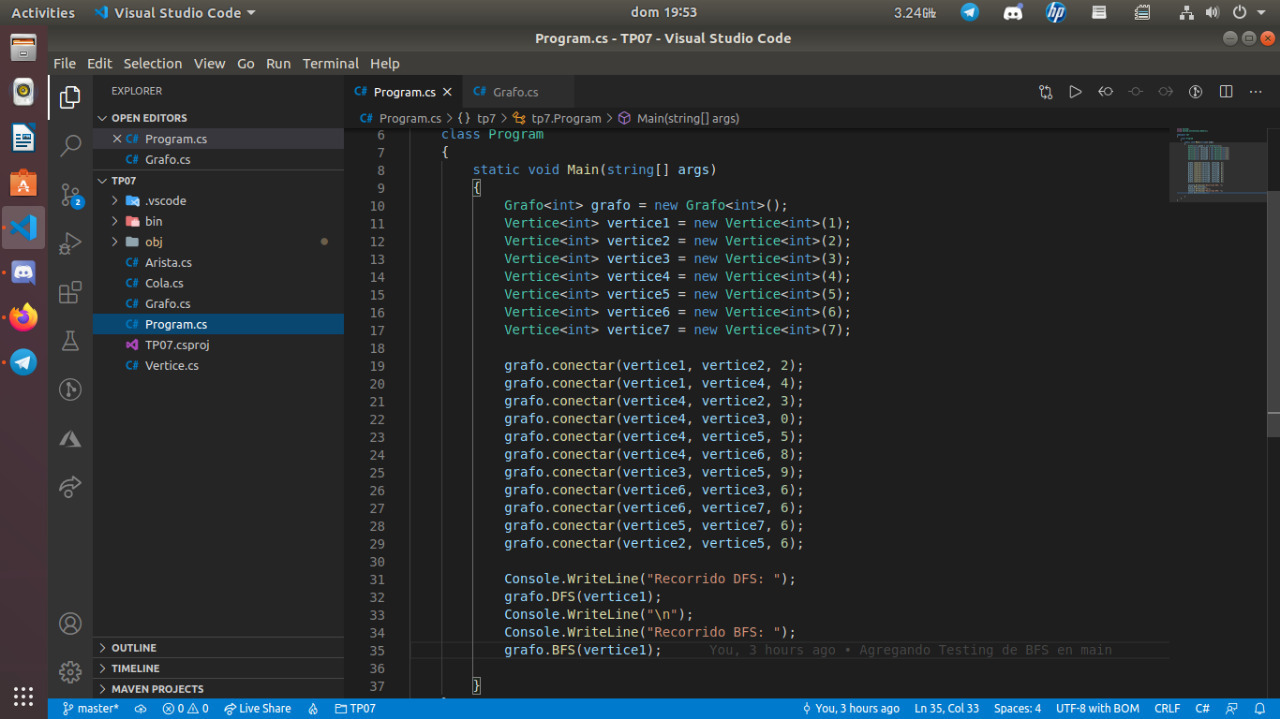 Activities
Visual Studio Code
dom 19:53
3.24GHz
Program.cs - TP07 - Visual Studio Code
File Edit Selection View Go Run Terminal Help
EXPLORER
OPEN EDITORS
C# Program.cs
C# Grafo.cs
TP07
.vscode
bin
obj
C# Arista.cs
C# Cola.cs
C# Grafo.cs
C# Program.cs
TP07.csproj
C# Vertice.cs
OUTLINE
TIMELINE
MAVEN PROJECTS
2
C# Program.cs
C# Grafo.cs
C# Program.cs > {} tp7 > tp7.Program > Main(string[] args)
6 class Program
7 {
8 static void Main(string[] args)
9 {
10 Grafo<int> grafo = new Grafo<int>();
11 Vertice<int> vertice1 = new Vertice<int>(1);
12 Vertice<int> vertice2 = new Vertice<int>(2);
13 Vertice<int> vertice3 = new Vertice<int>(3);
14 Vertice<int> vertice4 = new Vertice<int>(4);
15 Vertice<int> vertice5 = new Vertice<int>(5);
16 Vertice<int> vertice6 = new Vertice<int>(6);
17 Vertice<int> vertice7 = new Vertice<int>(7);
18
19 grafo.conectar(vertice1, vertice2, 2);
20 grafo.conectar(vertice1, vertice4, 4);
21 grafo.conectar(vertice4, vertice2, 3);
22 grafo.conectar(vertice4, vertice3, 0);
23 grafo.conectar(vertice4, vertice5, 5);
24 grafo.conectar(vertice4, vertice6, 8);
25 grafo.conectar(vertice3, vertice5, 9);
26 grafo.conectar(vertice6, vertice3, 6);
27 grafo.conectar(vertice6, vertice7, 6);
28 grafo.conectar(vertice5, vertice7, 6);
29 grafo.conectar(vertice2, vertice5, 6);
30
31 Console.WriteLine("Recorrido DFS: ");
32 grafo.DFS(vertice1);
33 Console.WriteLine("\n");
34 Console.WriteLine("Recorrido BFS: ");
35 grafo.BFS(vertice1); You, 3 hours ago • Agregando Testing de BFS en main
36
37 }
master* 0 0 Live Share TP07 You, 3 hours ago Ln 35, Col 33 Spaces: 4 UTF-8 with BOM CRLF C#